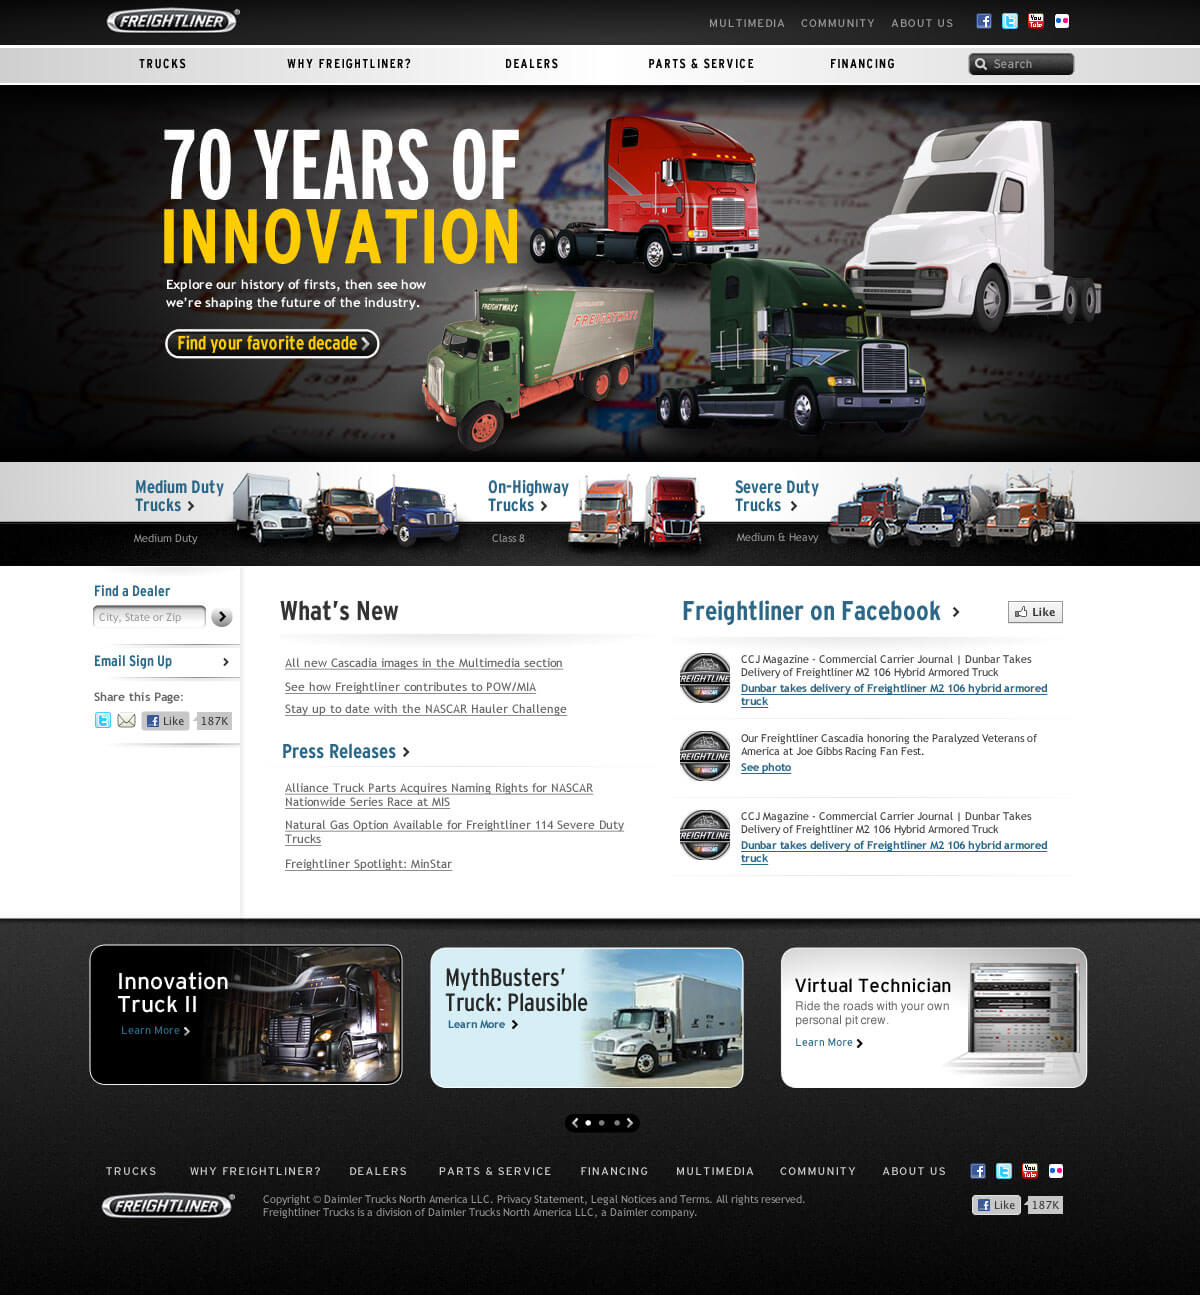 FREIGHTLINER®
MULTIMEDIA
COMMUNITY
ABOUT US
TRUCKS
WHY FREIGHTLINER?
DEALERS
PARTS & SERVICE
FINANCING
Search
70 YEARS OF
INNOVATION
Explore our history of firsts, then see how
we're shaping the future of the industry.
Find your favorite decade
FREIGHTWAYS
FREIGHTWAYS
Medium Duty
Trucks
Medium Duty
On-Highway
Trucks
Class 8
Severe Duty
Trucks
Medium & Heavy
Find a Dealer
City, State or Zip
Email Sign Up
Share this Page:
Like
187K
What's New
All new Cascadia images in the Multimedia section
See how Freightliner contributes to POW/MIA
Stay up to date with the NASCAR Hauler Challenge
Press Releases
Alliance Truck Parts Acquires Naming Rights for NASCAR
Nationwide Series Race at MIS
Natural Gas Option Available for Freightliner 114 Severe Duty
Trucks
Freightliner Spotlight: MinStar
Freightliner on Facebook
Like
FREIGHTLINE
NASCAR
CCJ Magazine - Commercial Carrier Journal | Dunbar Takes
Delivery of Freightliner M2 106 Hybrid Armored Truck
Dunbar takes delivery of Freightliner M2 106 hybrid armored
truck
FREIGHTLINE
NASCAR
Our Freightliner Cascadia honoring the Paralyzed Veterans of
America at Joe Gibbs Racing Fan Fest.
See photo
FREIGHTLINE
NASCAR
CCJ Magazine - Commercial Carrier Journal | Dunbar Takes
Delivery of Freightliner M2 106 Hybrid Armored Truck
Dunbar takes delivery of Freightliner M2 106 hybrid armored
truck
Innovation
Truck II
Learn More
MythBusters'
Truck: Plausible
Learn More
Virtual Technician
Ride the roads with your own
personal pit crew.
Learn More
TRUCKS
WHY FREIGHTLINER?
DEALERS
PARTS & SERVICE
FINANCING
MULTIMEDIA
COMMUNITY
ABOUT US
FREIGHTLINER®
Copyright © Daimler Trucks North America LLC. Privacy Statement, Legal Notices and Terms. All rights reserved.
Freightliner Trucks is a division of Daimler Trucks North America LLC, a Daimler company.
Like
187K